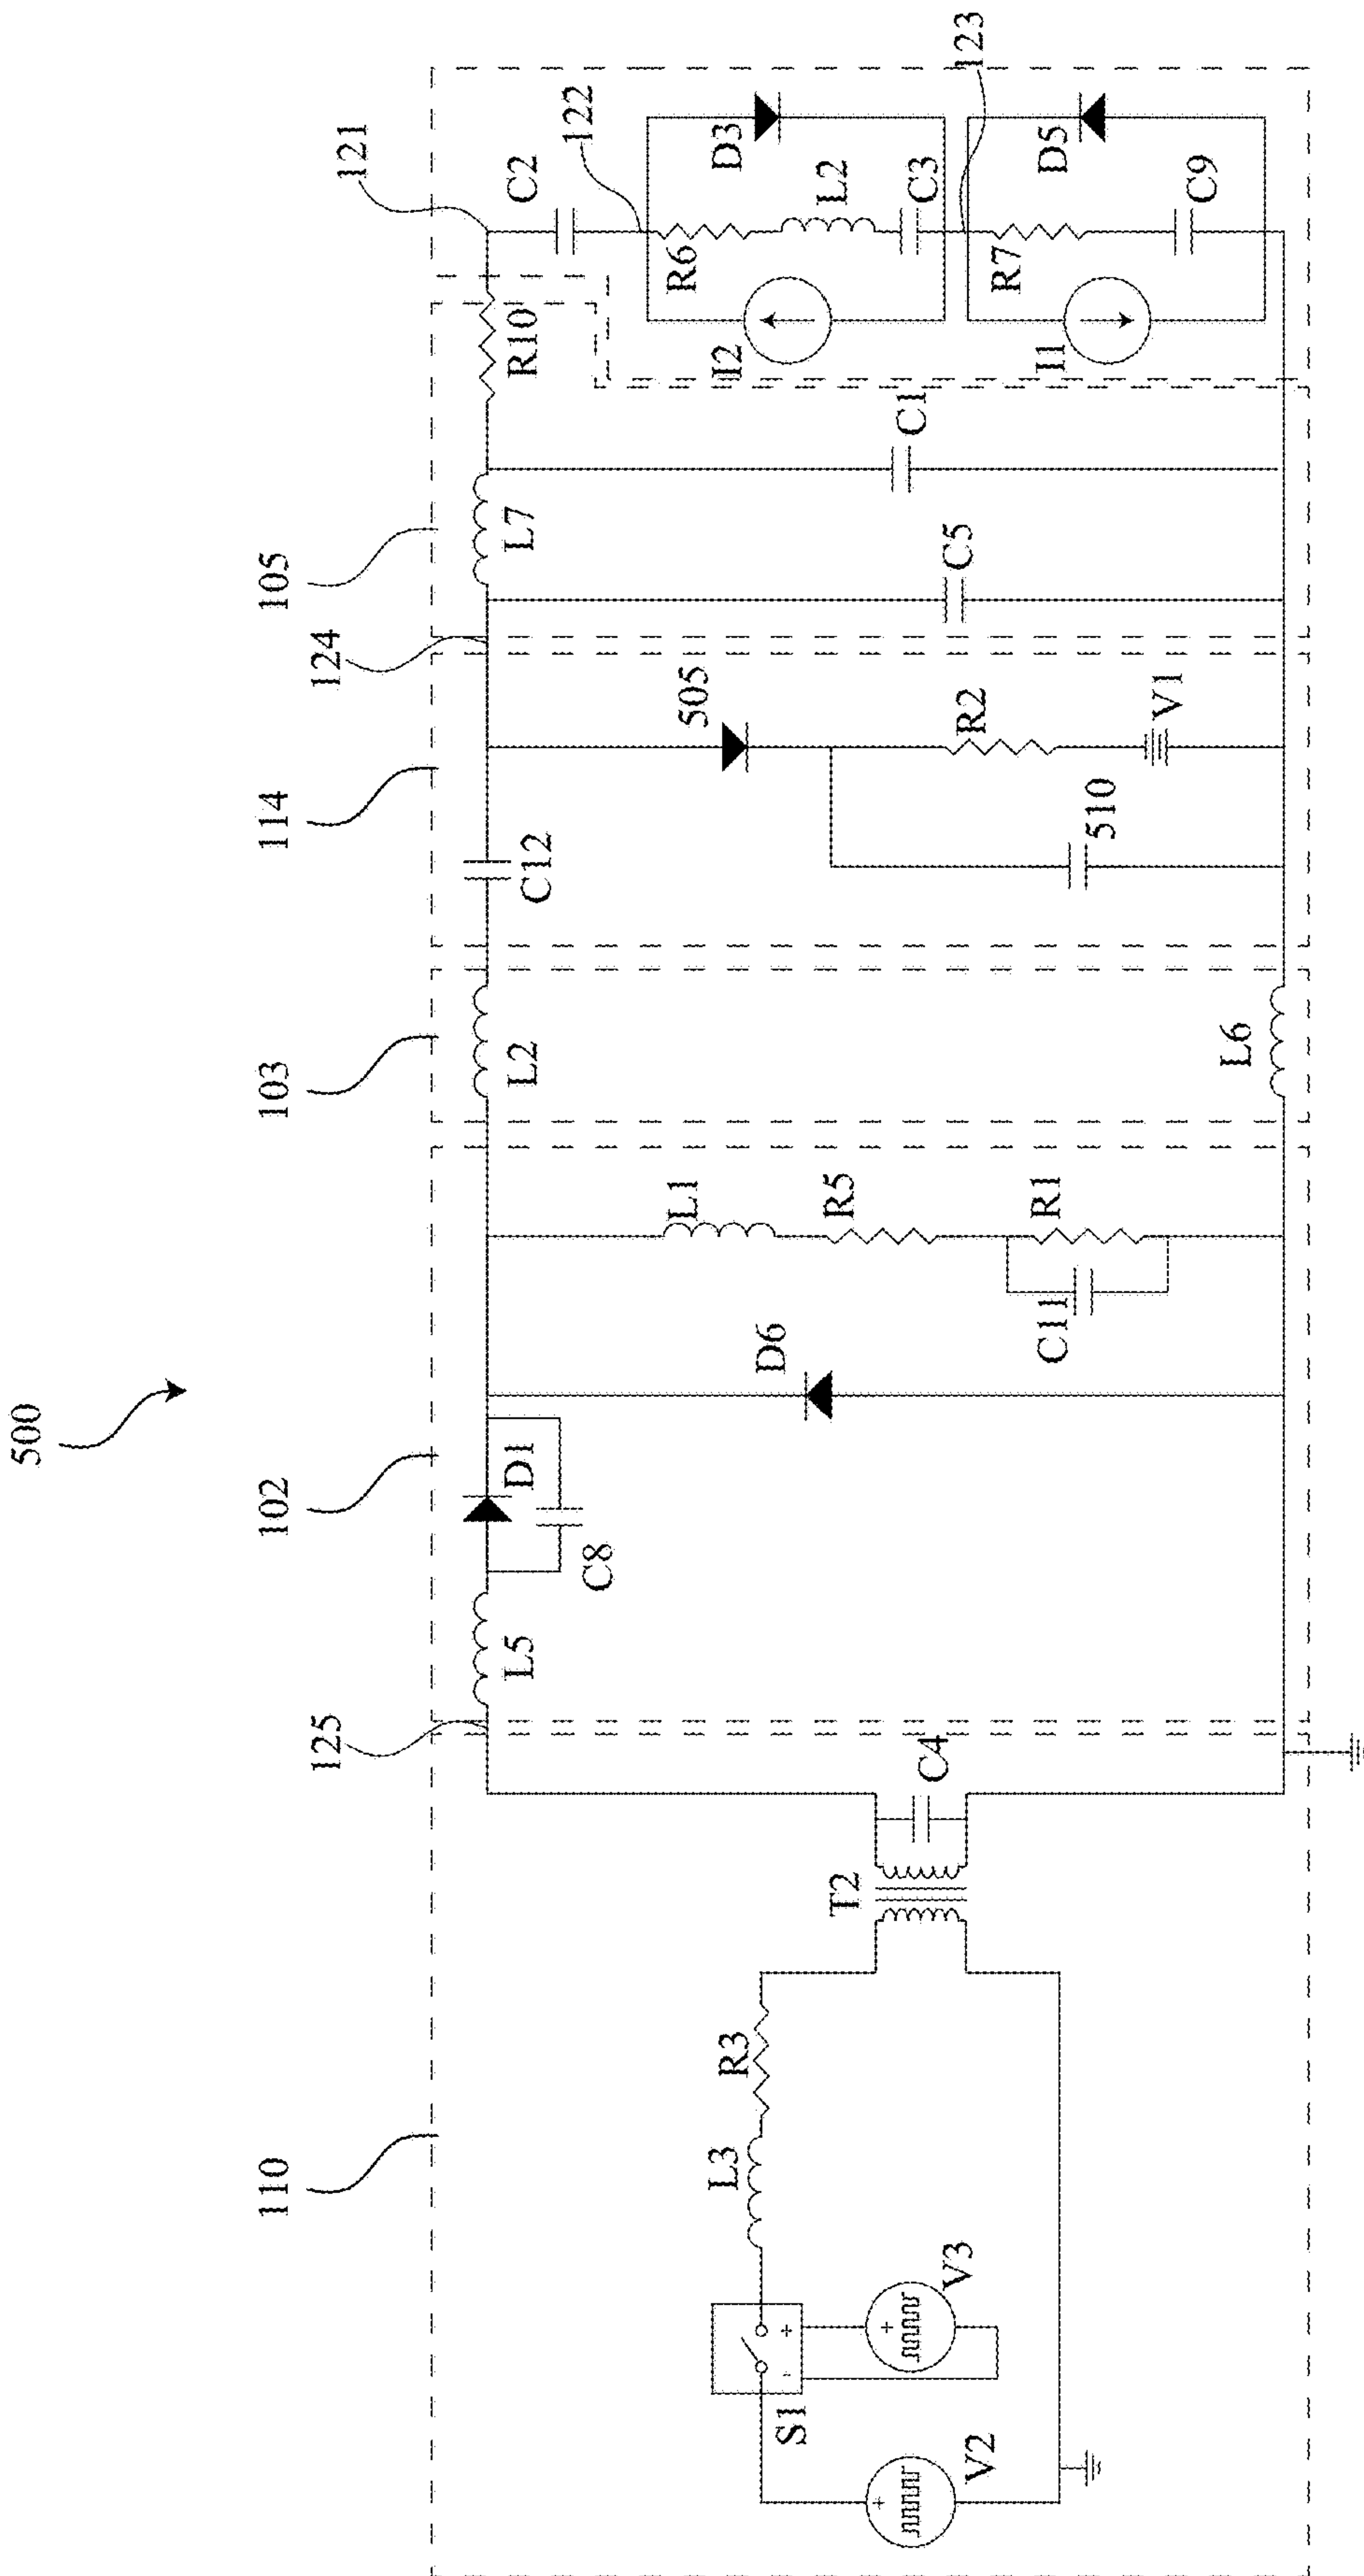 500
110
125
102
103
114
124
105
121
C2
122
L5
D1
C8
L2
C12
L7
R10
D3
R6
L2
C3
I2
123
D5
R7
C9
I1
S1
V2
V3
+
-
+
+
L3
R3
T2
C4
D6
L1
R5
R1
C11
L6
505
510
R2
V1
C5
C1